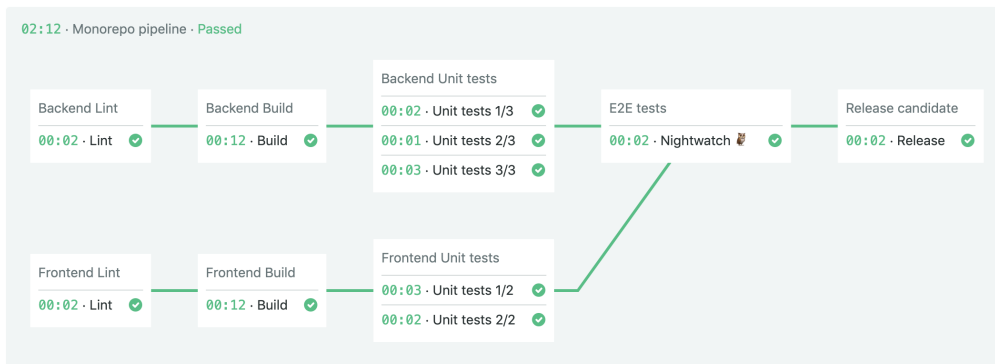 02:12 · Monorepo pipeline · Passed
Backend Lint
00:02 · Lint
Backend Build
00:12 · Build
Backend Unit tests
00:02 · Unit tests 1/3
00:01 · Unit tests 2/3
00:03 · Unit tests 3/3
E2E tests
00:02 · Nightwatch 🦉
Release candidate
00:02 · Release
Frontend Lint
00:02 · Lint
Frontend Build
00:12 · Build
Frontend Unit tests
00:03 · Unit tests 1/2
00:02 · Unit tests 2/2